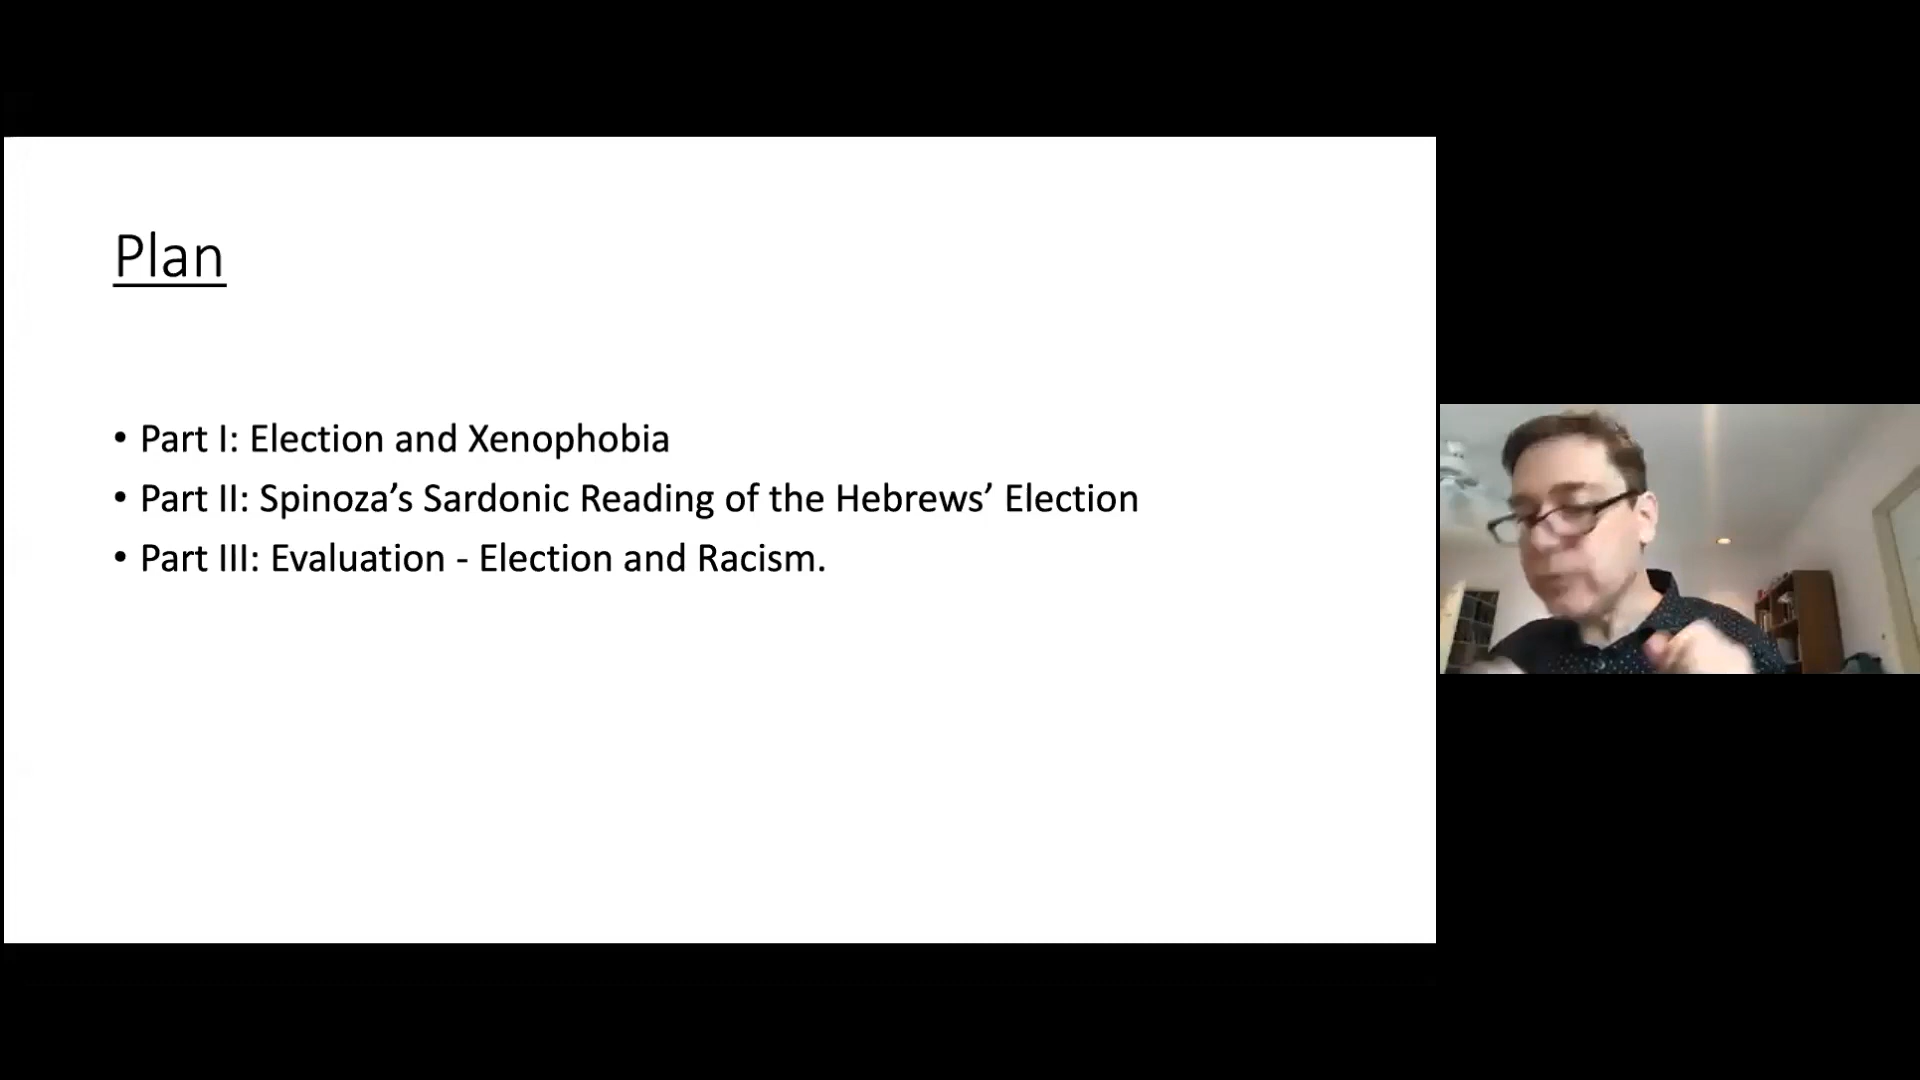 Plan
• Part I: Election and Xenophobia
• Part II: Spinoza’s Sardonic Reading of the Hebrews’ Election
• Part III: Evaluation - Election and Racism.